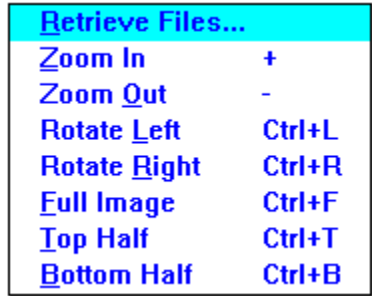 Retrieve Files...
Zoom In +
Zoom Out -
Rotate Left Ctrl+L
Rotate Right Ctrl+R
Full Image Ctrl+F
Top Half Ctrl+T
Bottom Half Ctrl+B